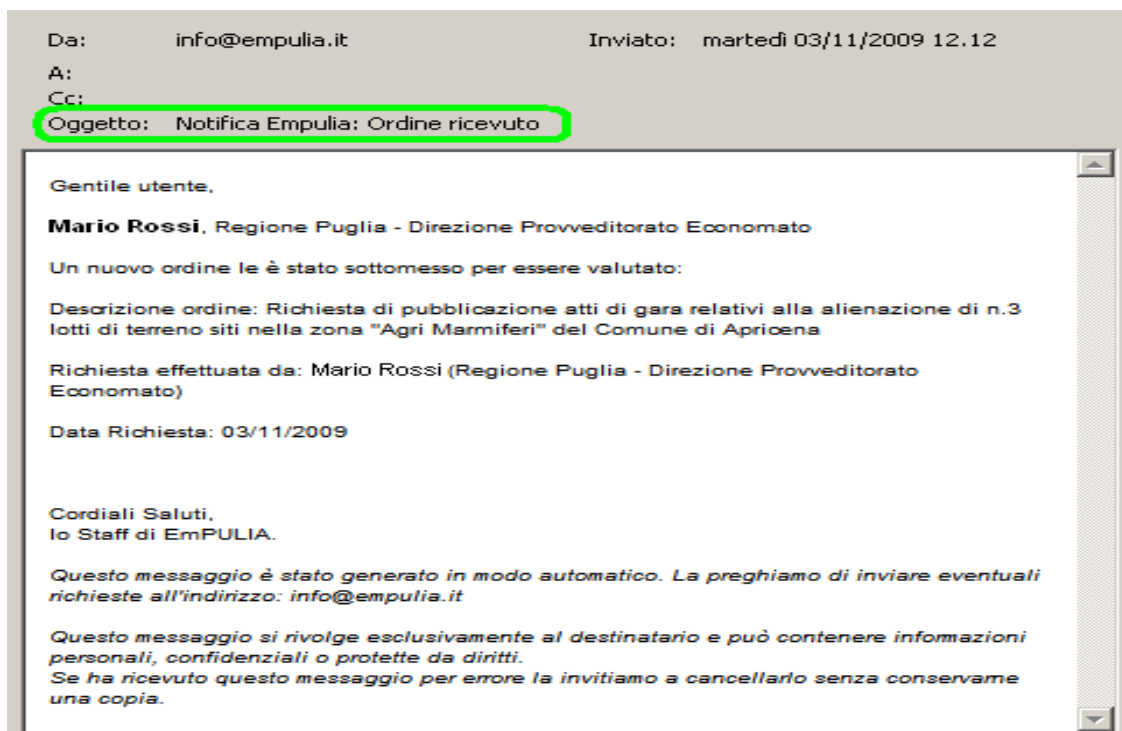 Da: info@empulia.it Inviato: martedì 03/11/2009 12.12
A:
Cc:
Oggetto: Notifica Empulia: Ordine ricevuto
Gentile utente,
Mario Rossi, Regione Puglia - Direzione Provveditorato Economato
Un nuovo ordine le è stato sottomesso per essere valutato:
Descrizione ordine: Richiesta di pubblicazione atti di gara relativi alla alienazione di n.3
lotti di terreno siti nella zona "Agri Marmiferi" del Comune di Apricena
Richiesta effettuata da: Mario Rossi (Regione Puglia - Direzione Provveditorato
Economato)
Data Richiesta: 03/11/2009
Cordiali Saluti,
lo Staff di EmPULIA.
Questo messaggio è stato generato in modo automatico. La preghiamo di inviare eventuali
richieste all'indirizzo: info@empulia.it
Questo messaggio si rivolge esclusivamente al destinatario e può contenere informazioni
personali, confidenziali o protette da diritti.
Se ha ricevuto questo messaggio per errore la invitiamo a cancellarlo senza conservarne
una copia.